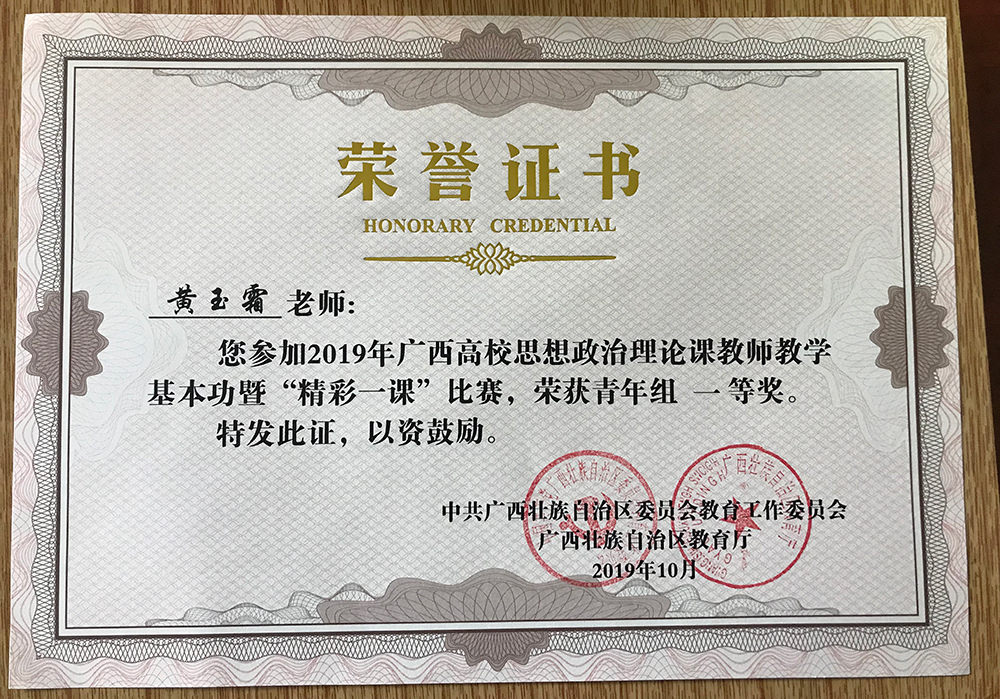 荣誉证书
HONORARY CREDENTIAL
黄玉霜 老师:
您参加2019年广西高校思想政治理论课教师教学
基本功暨“精彩一课”比赛，荣获青年组 一 等奖。
特发此证，以资鼓励。
中共广西壮族自治区委员会教育工作委员会
广西壮族自治区教育厅
2019年10月